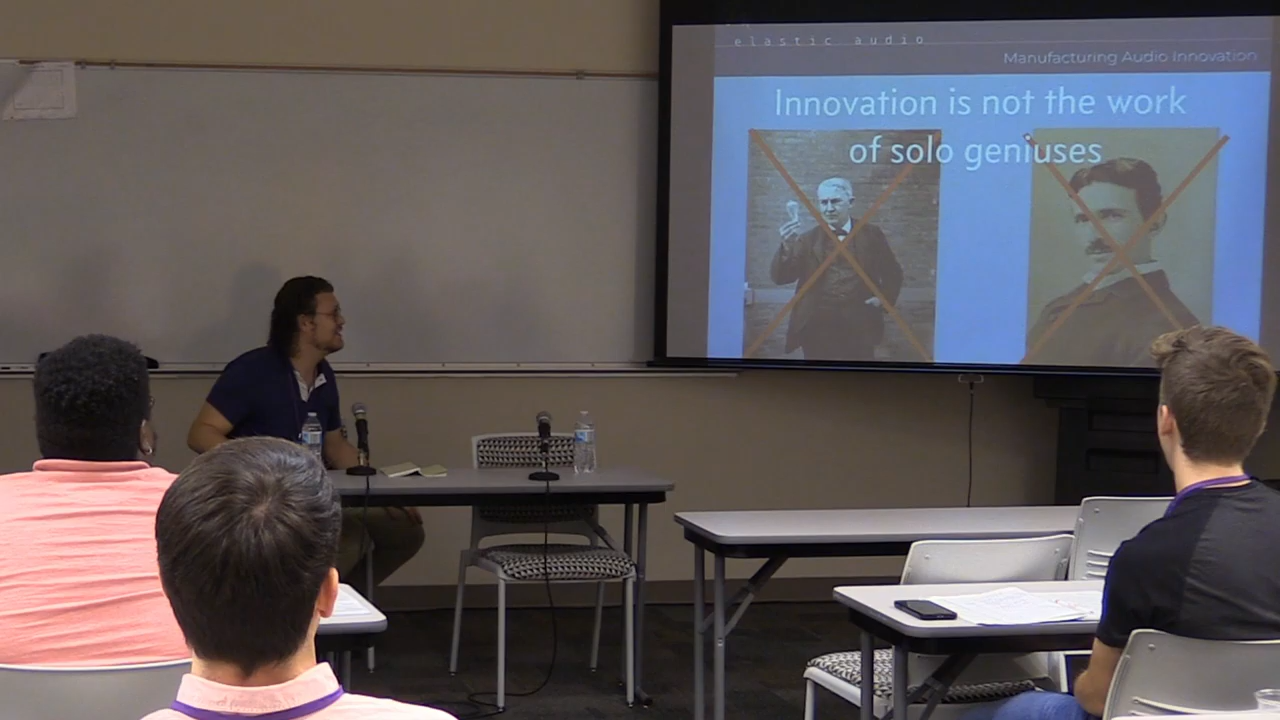 elastic audio
Manufacturing Audio Innovation
Innovation is not the work
of solo geniuses